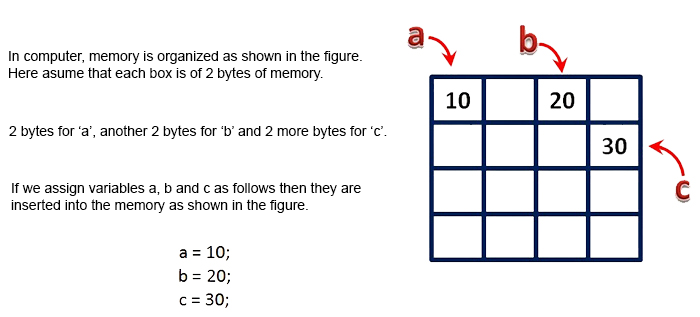 In computer, memory is organized as shown in the figure.
Here asume that each box is of 2 bytes of memory.
2 bytes for ‘a’, another 2 bytes for ‘b’ and 2 more bytes for ‘c’.
If we assign variables a, b and c as follows then they are
inserted into the memory as shown in the figure.
a = 10;
b = 20;
c = 30;
a b
10 20
30
c